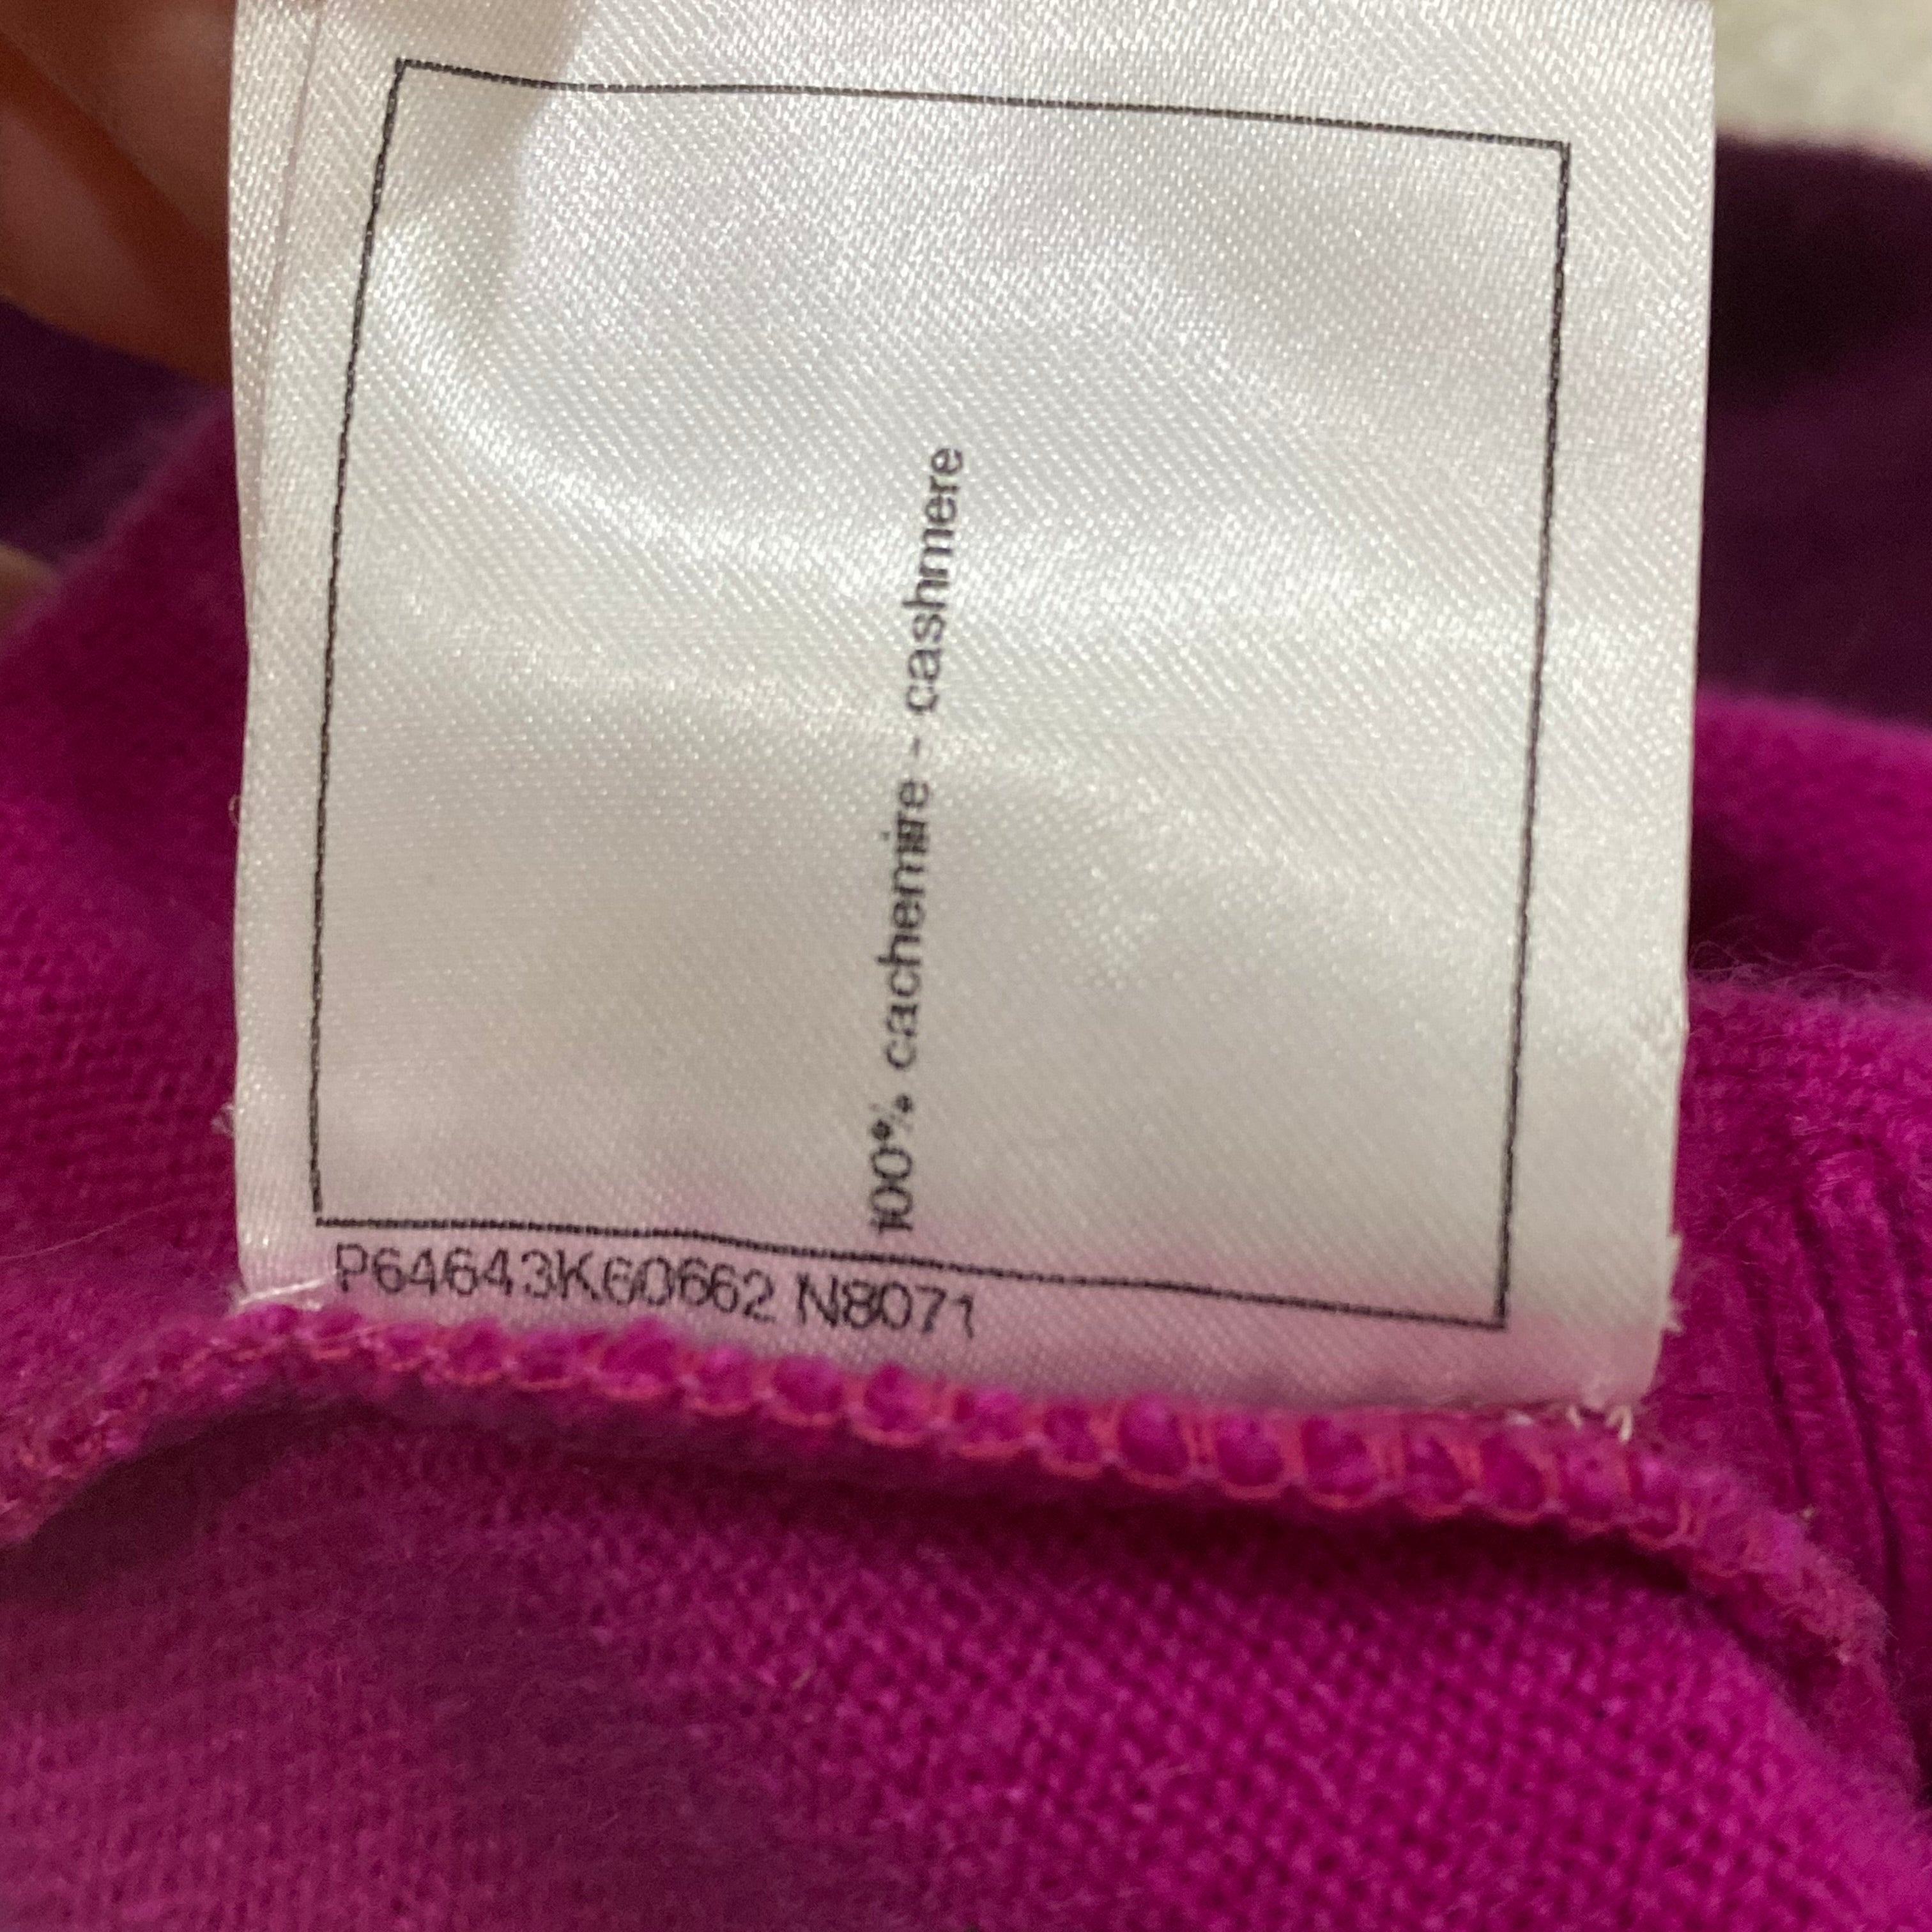 100% cachemire - cashmere
P64643K60662 N8071